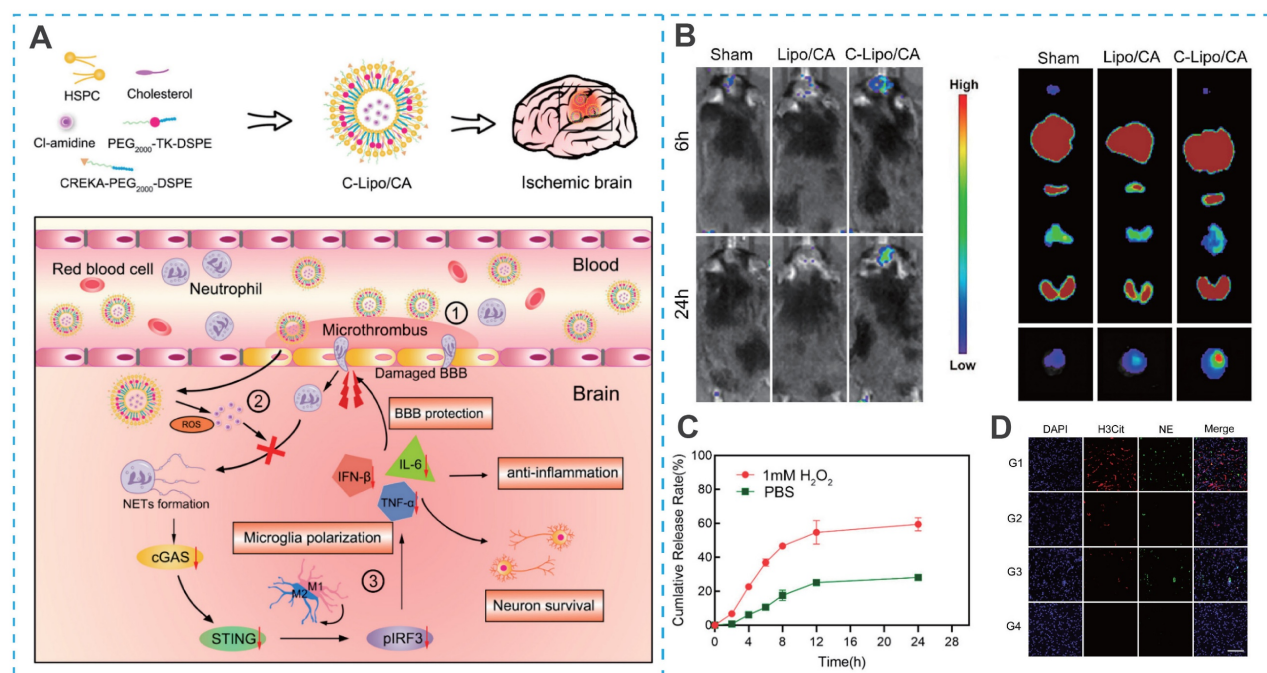 A
HSPC
Cholesterol
Cl-amidine
PEG2000-TK-DSPE
CREKA-PEG2000-DSPE
C-Lipo/CA
Ischemic brain
Red blood cell
Neutrophil
Blood
1
Microthrombus
Damaged BBB
Brain
ROS
2
BBB protection
IFN-β
IL-6
TNF-α
anti-inflammation
NETs formation
Microglia polarization
cGAS
M2
M1
3
Neuron survival
STING
pIRF3
B
Sham Lipo/CA C-Lipo/CA
6h
24h
High
Low
Sham Lipo/CA C-Lipo/CA
C
Cumlative Release Rate(%)
100
80
60
40
20
0
1mM H2O2
PBS
0 4 8 12 16 20 24 28
Time(h)
D
DAPI H3Cit NE Merge
G1
G2
G3
G4